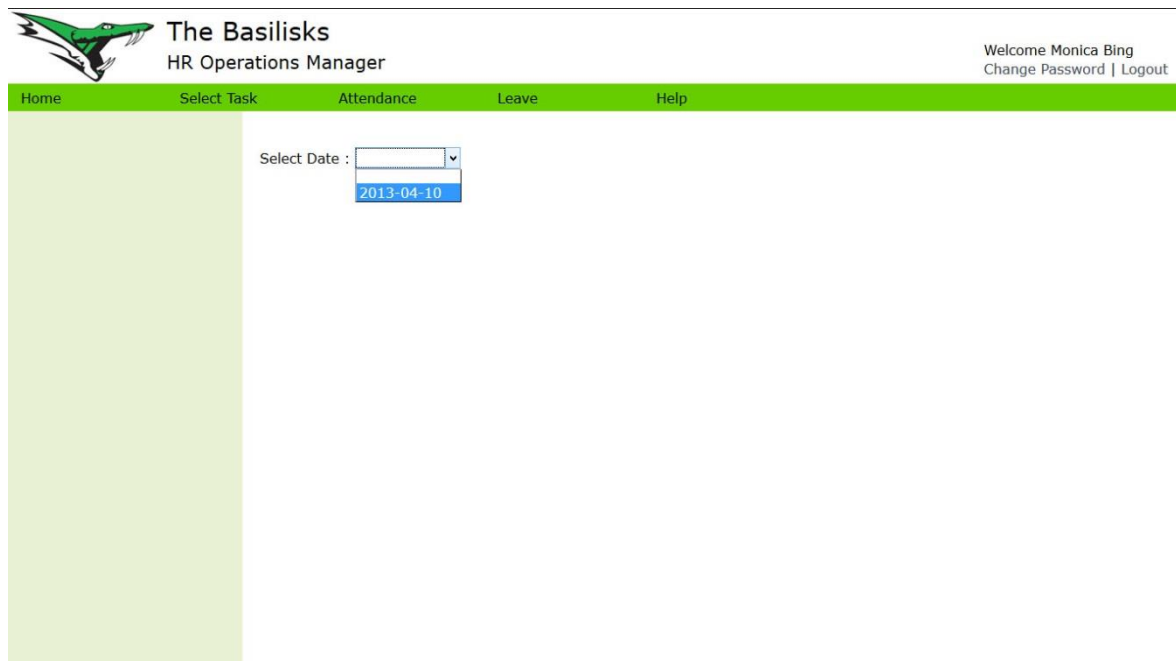 The Basilisks
HR Operations Manager
Welcome Monica Bing
Change Password | Logout
Home Select Task Attendance Leave Help
Select Date :
2013-04-10